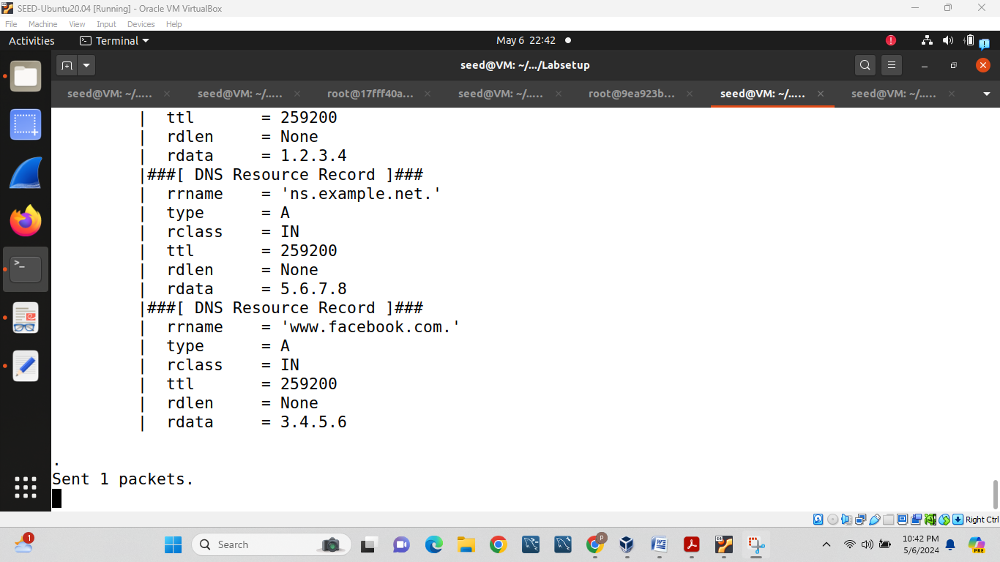 SEED-Ubuntu20.04 [Running] - Oracle VM VirtualBox
File Machine View Input Devices Help
Activities Terminal May 6 22:42
seed@VM: ~/.../Labsetup
seed@VM: ~/..... seed@VM: ~/..... root@17fff40a... seed@VM: ~/..... root@9ea923b... seed@VM: ~/..... seed@VM: ~/.....
| ttl = 259200
| rdlen = None
| rdata = 1.2.3.4
|###[ DNS Resource Record ]###
| rrname = 'ns.example.net.'
| type = A
| rclass = IN
| ttl = 259200
| rdlen = None
| rdata = 5.6.7.8
|###[ DNS Resource Record ]###
| rrname = 'www.facebook.com.'
| type = A
| rclass = IN
| ttl = 259200
| rdlen = None
| rdata = 3.4.5.6
.
Sent 1 packets.
Right Ctrl
1 Search P 64 PRE
10:42 PM
5/6/2024